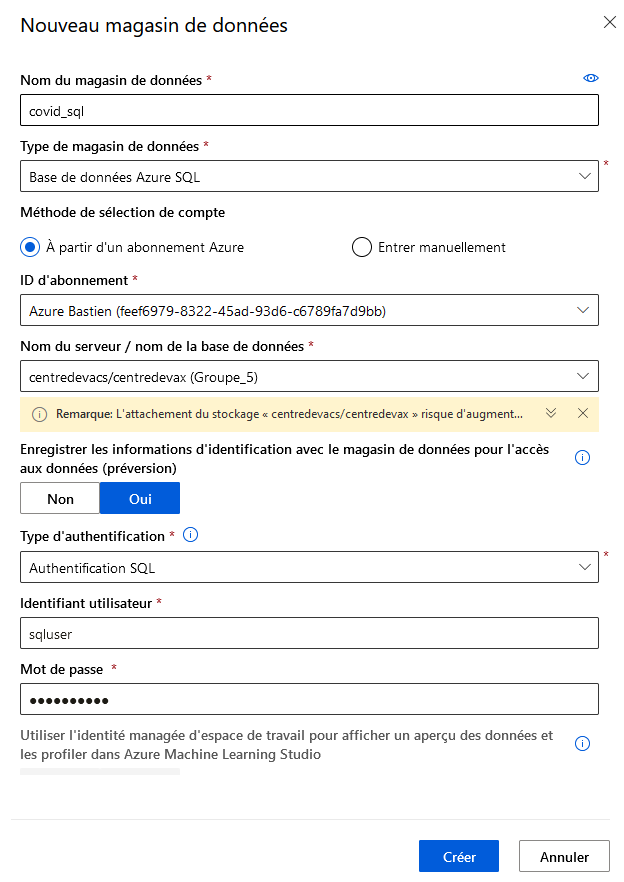 Nouveau magasin de données
Nom du magasin de données *
covid_sql
Type de magasin de données *
Base de données Azure SQL
*
Méthode de sélection de compte
À partir d'un abonnement Azure
Entrer manuellement
ID d'abonnement *
Azure Bastien (feef6979-8322-45ad-93d6-c6789fa7d9bb)
Nom du serveur / nom de la base de données *
centredevacs/centredevax (Groupe_5)
Remarque: L'attachement du stockage « centredevacs/centredevax » risque d'augment...
Enregistrer les informations d'identification avec le magasin de données pour l'accès
aux données (préversion)
Non
Oui
Type d'authentification *
Authentification SQL
*
Identifiant utilisateur *
sqluser
Mot de passe *
••••••••••
Utiliser l'identité managée d'espace de travail pour afficher un aperçu des données et
les profiler dans Azure Machine Learning Studio
Créer
Annuler